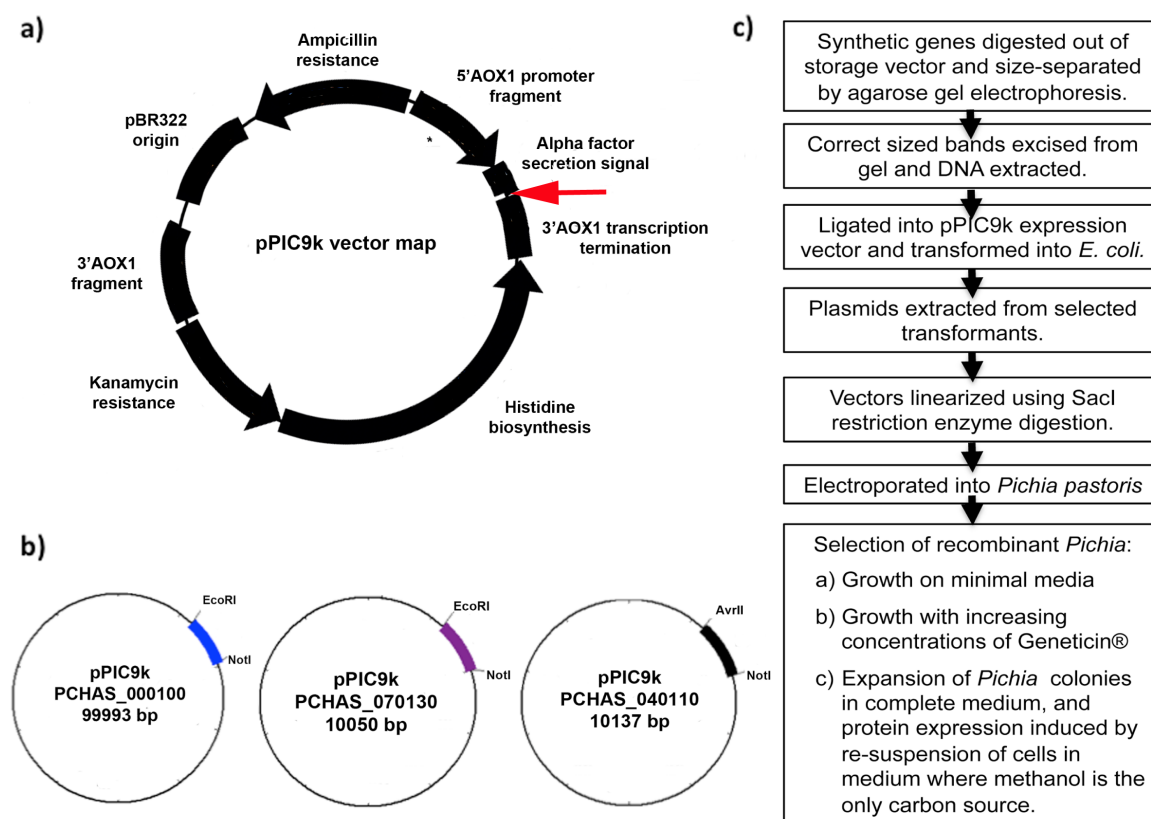 a)
Ampicillin
resistance
5'AOX1 promoter
fragment
*
pBR322
origin
Alpha factor
secretion signal
pPIC9k vector map
3'AOX1 transcription
termination
3'AOX1
fragment
Kanamycin
resistance
Histidine
biosynthesis
b)
EcoRI
NotI
pPIC9k
PCHAS_000100
99993 bp
EcoRI
NotI
pPIC9k
PCHAS_070130
10050 bp
AvrII
NotI
pPIC9k
PCHAS_040110
10137 bp
c)
Synthetic genes digested out of
storage vector and size-separated
by agarose gel electrophoresis.
Correct sized bands excised from
gel and DNA extracted.
Ligated into pPIC9k expression
vector and transformed into E. coli.
Plasmids extracted from selected
transformants.
Vectors linearized using SacI
restriction enzyme digestion.
Electroporated into Pichia pastoris
Selection of recombinant Pichia:
a) Growth on minimal media
b) Growth with increasing
concentrations of Geneticin®
c) Expansion of Pichia colonies
in complete medium, and
protein expression induced by
re-suspension of cells in
medium where methanol is the
only carbon source.